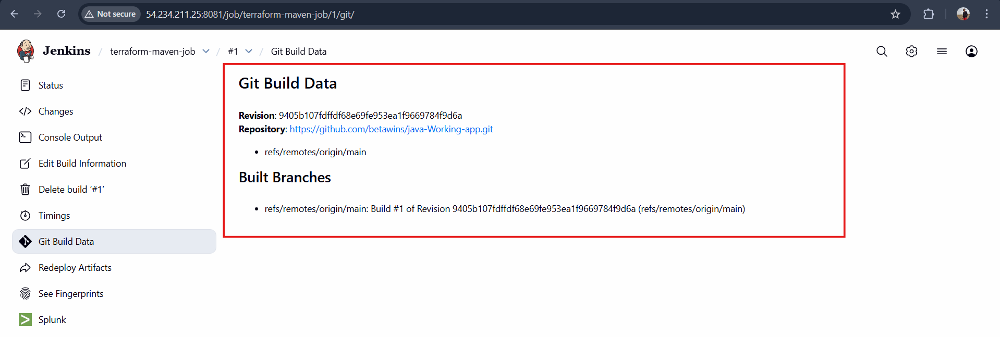 Not secure 54.234.211.25:8081/job/terraform-maven-job/1/git/
Jenkins / terraform-maven-job / #1 / Git Build Data
Status
Changes
Console Output
Edit Build Information
Delete build ‘#1’
Timings
Git Build Data
Redeploy Artifacts
See Fingerprints
Splunk
Git Build Data
Revision: 9405b107fdffdf68e69fe953ea1f9669784f9d6a
Repository: https://github.com/betawins/java-Working-app.git
• refs/remotes/origin/main
Built Branches
• refs/remotes/origin/main: Build #1 of Revision 9405b107fdffdf68e69fe953ea1f9669784f9d6a (refs/remotes/origin/main)